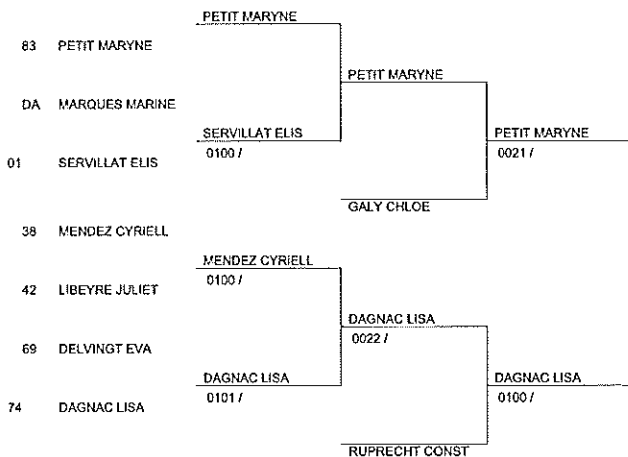 PETIT MARYNE
83 PETIT MARYNE
PETIT MARYNE
DA MARQUES MARINE
SERVILLAT ELIS
PETIT MARYNE
0100 /
0021 /
01 SERVILLAT ELIS
GALY CHLOE
38 MENDEZ CYRIELL
MENDEZ CYRIELL
0100 /
42 LIBEYRE JULIET
DAGNAC LISA
0022 /
69 DELVINGT EVA
DAGNAC LISA
DAGNAC LISA
0101 /
0100 /
74 DAGNAC LISA
RUPRECHT CONST